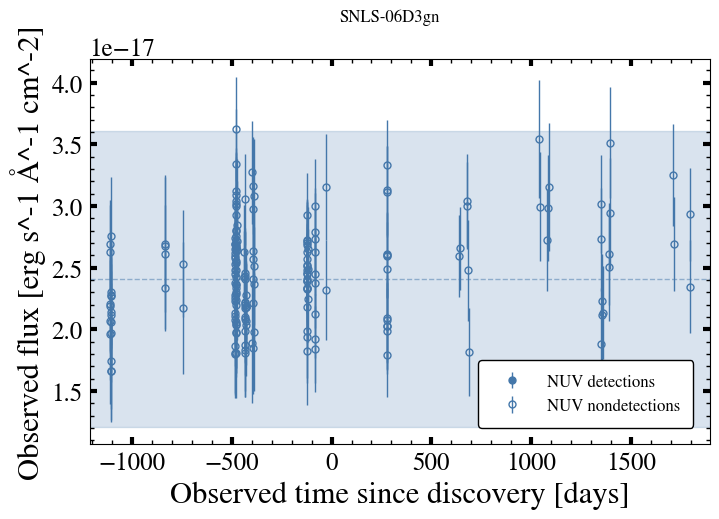 SNLS-06D3gn
1e−17
Observed flux [erg s^-1 Å^-1 cm^-2]
4.0
3.5
3.0
2.5
2.0
1.5
NUV detections
NUV nondetections
−1000
−500
0
500
1000
1500
Observed time since discovery [days]